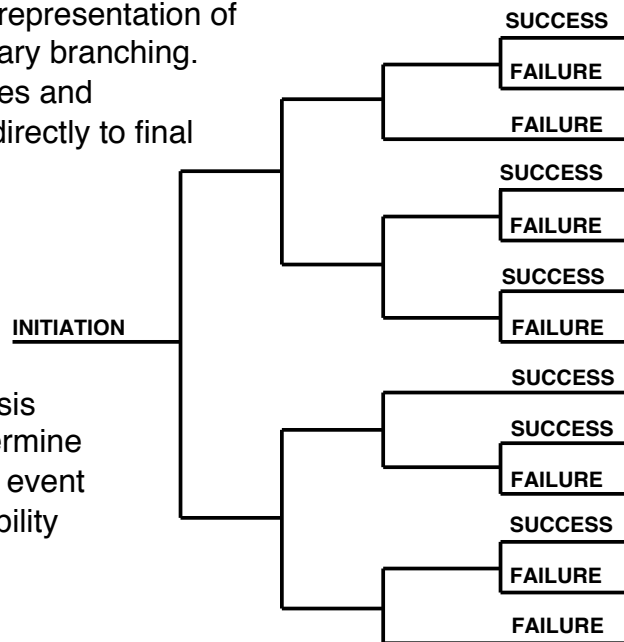 representation of
ary branching.
es and
directly to final
INITIATION
sis
ermine
event
bility
SUCCESS
FAILURE
FAILURE
SUCCESS
FAILURE
SUCCESS
FAILURE
SUCCESS
SUCCESS
FAILURE
SUCCESS
FAILURE
FAILURE